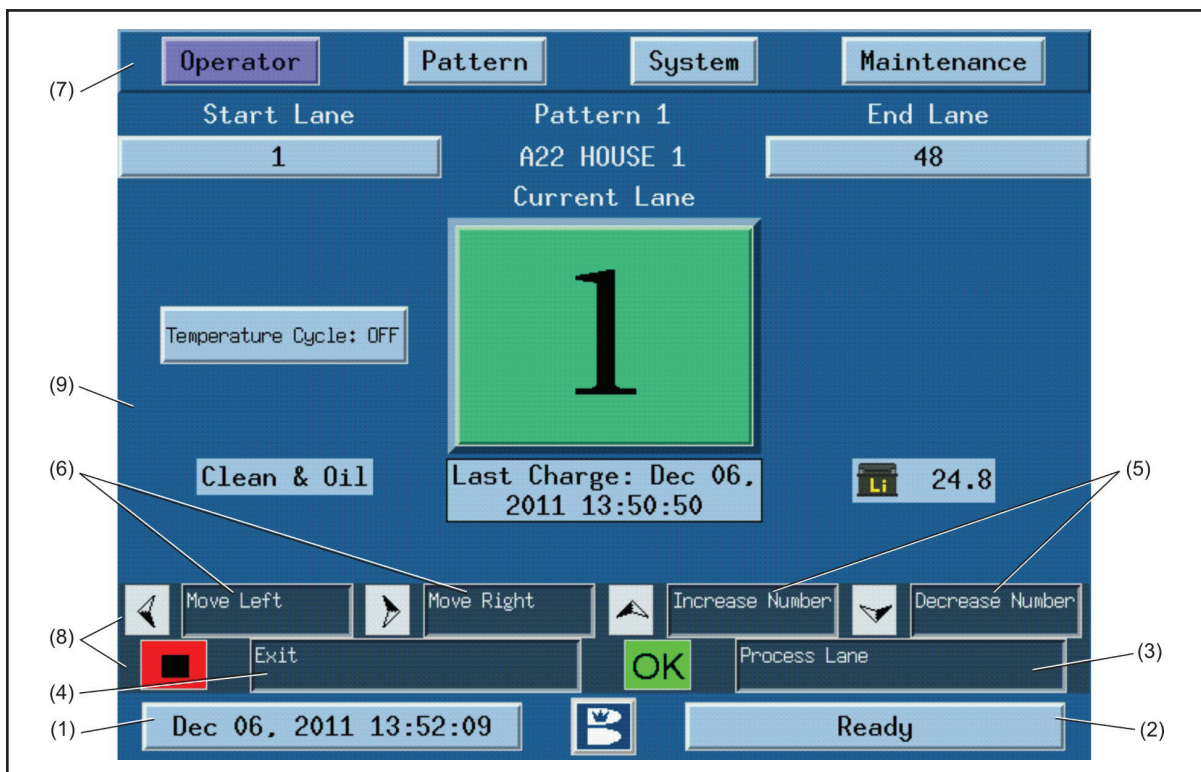 Operator Pattern System Maintenance
(7)
Start Lane Pattern 1 End Lane
1 A22 HOUSE 1 48
Current Lane
1
Temperature Cycle: OFF
(9)
(6)
Clean & Oil
Last Charge: Dec 06,
2011 13:50:50
Li 24.8
(5)
Move Left Move Right Increase Number Decrease Number
(8)
Exit OK Process Lane
(3)
(4)
(1)
Dec 06, 2011 13:52:09 B Ready
(2)